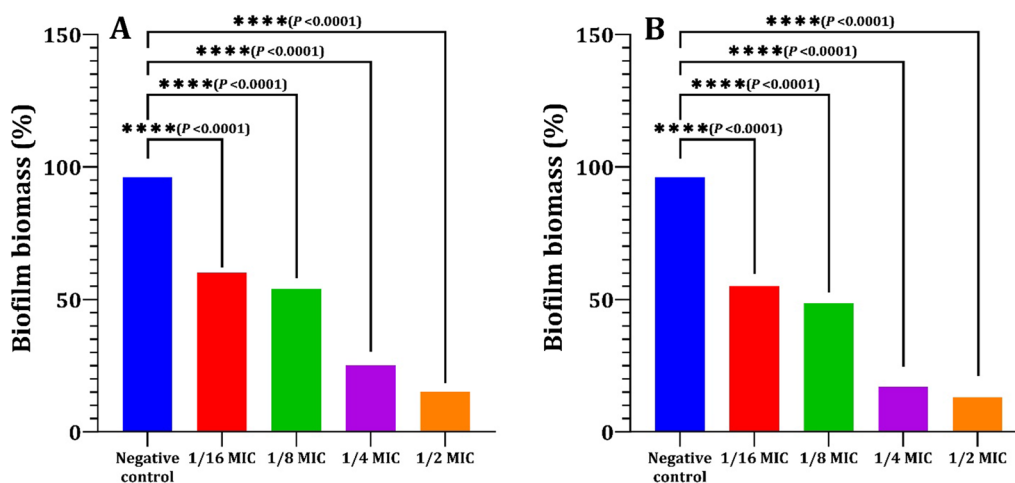 A
Biofilm biomass (%)
150
100
50
0
****(P <0.0001)
****(P <0.0001)
****(P <0.0001)
****(P <0.0001)
Negative
control
1/16 MIC
1/8 MIC
1/4 MIC
1/2 MIC
B
Biofilm biomass (%)
150
100
50
0
****(P <0.0001)
****(P <0.0001)
****(P <0.0001)
****(P <0.0001)
Negative
control
1/16 MIC
1/8 MIC
1/4 MIC
1/2 MIC